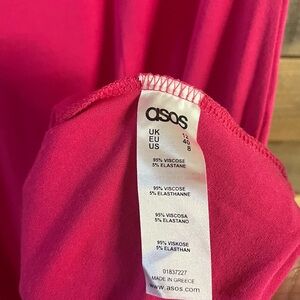 asos
UK 12
EU 40
US 8
95% VISCOSE
5% ELASTANE
95% VISCOSE
5% ELASTHANNE
95% VISCOSA
5% ELASTANO
95% VISKOSE
5% ELASTHAN
01837227
MADE IN GREECE
www.asos.com